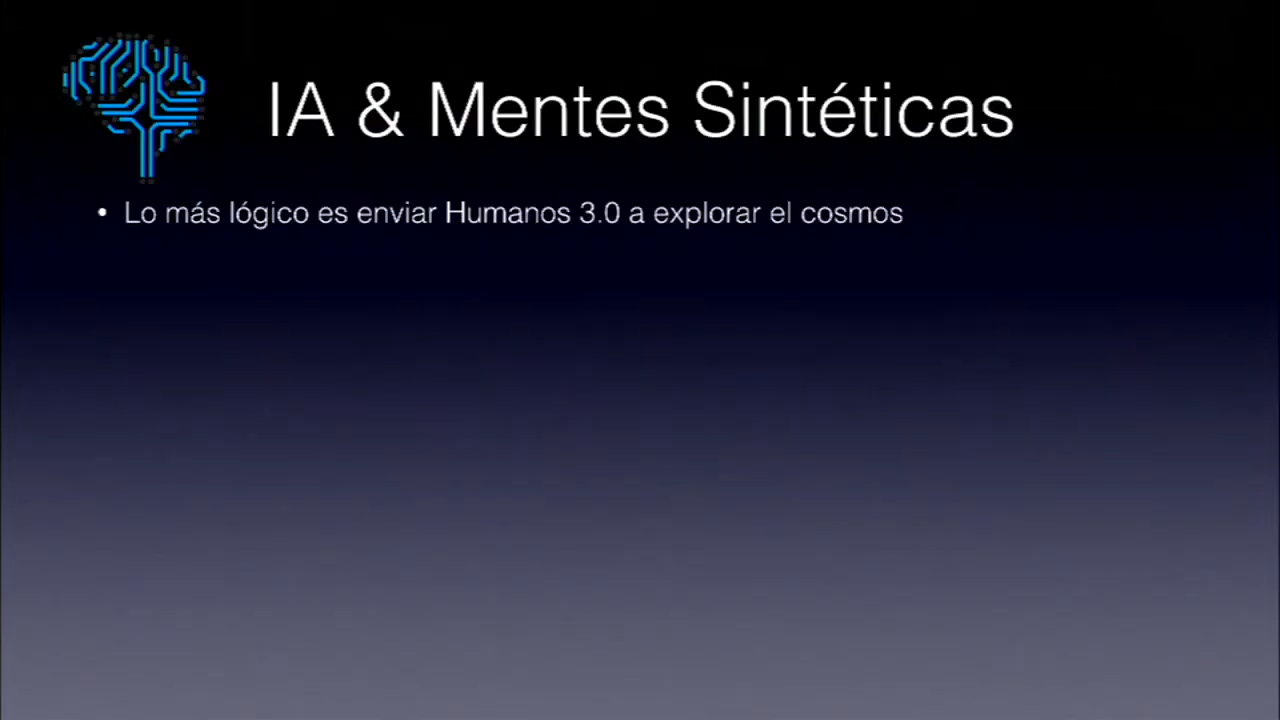 IA & Mentes Sintéticas
• Lo más lógico es enviar Humanos 3.0 a explorar el cosmos